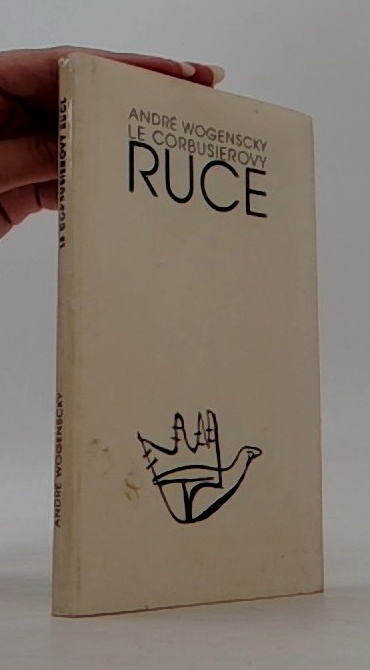 ANDRÉ WOGENSCKY
LE CORBUSIEROVY
RUCE
LE CORBUSIEROVY RUCE
ANDRÉ WOGENSCKY